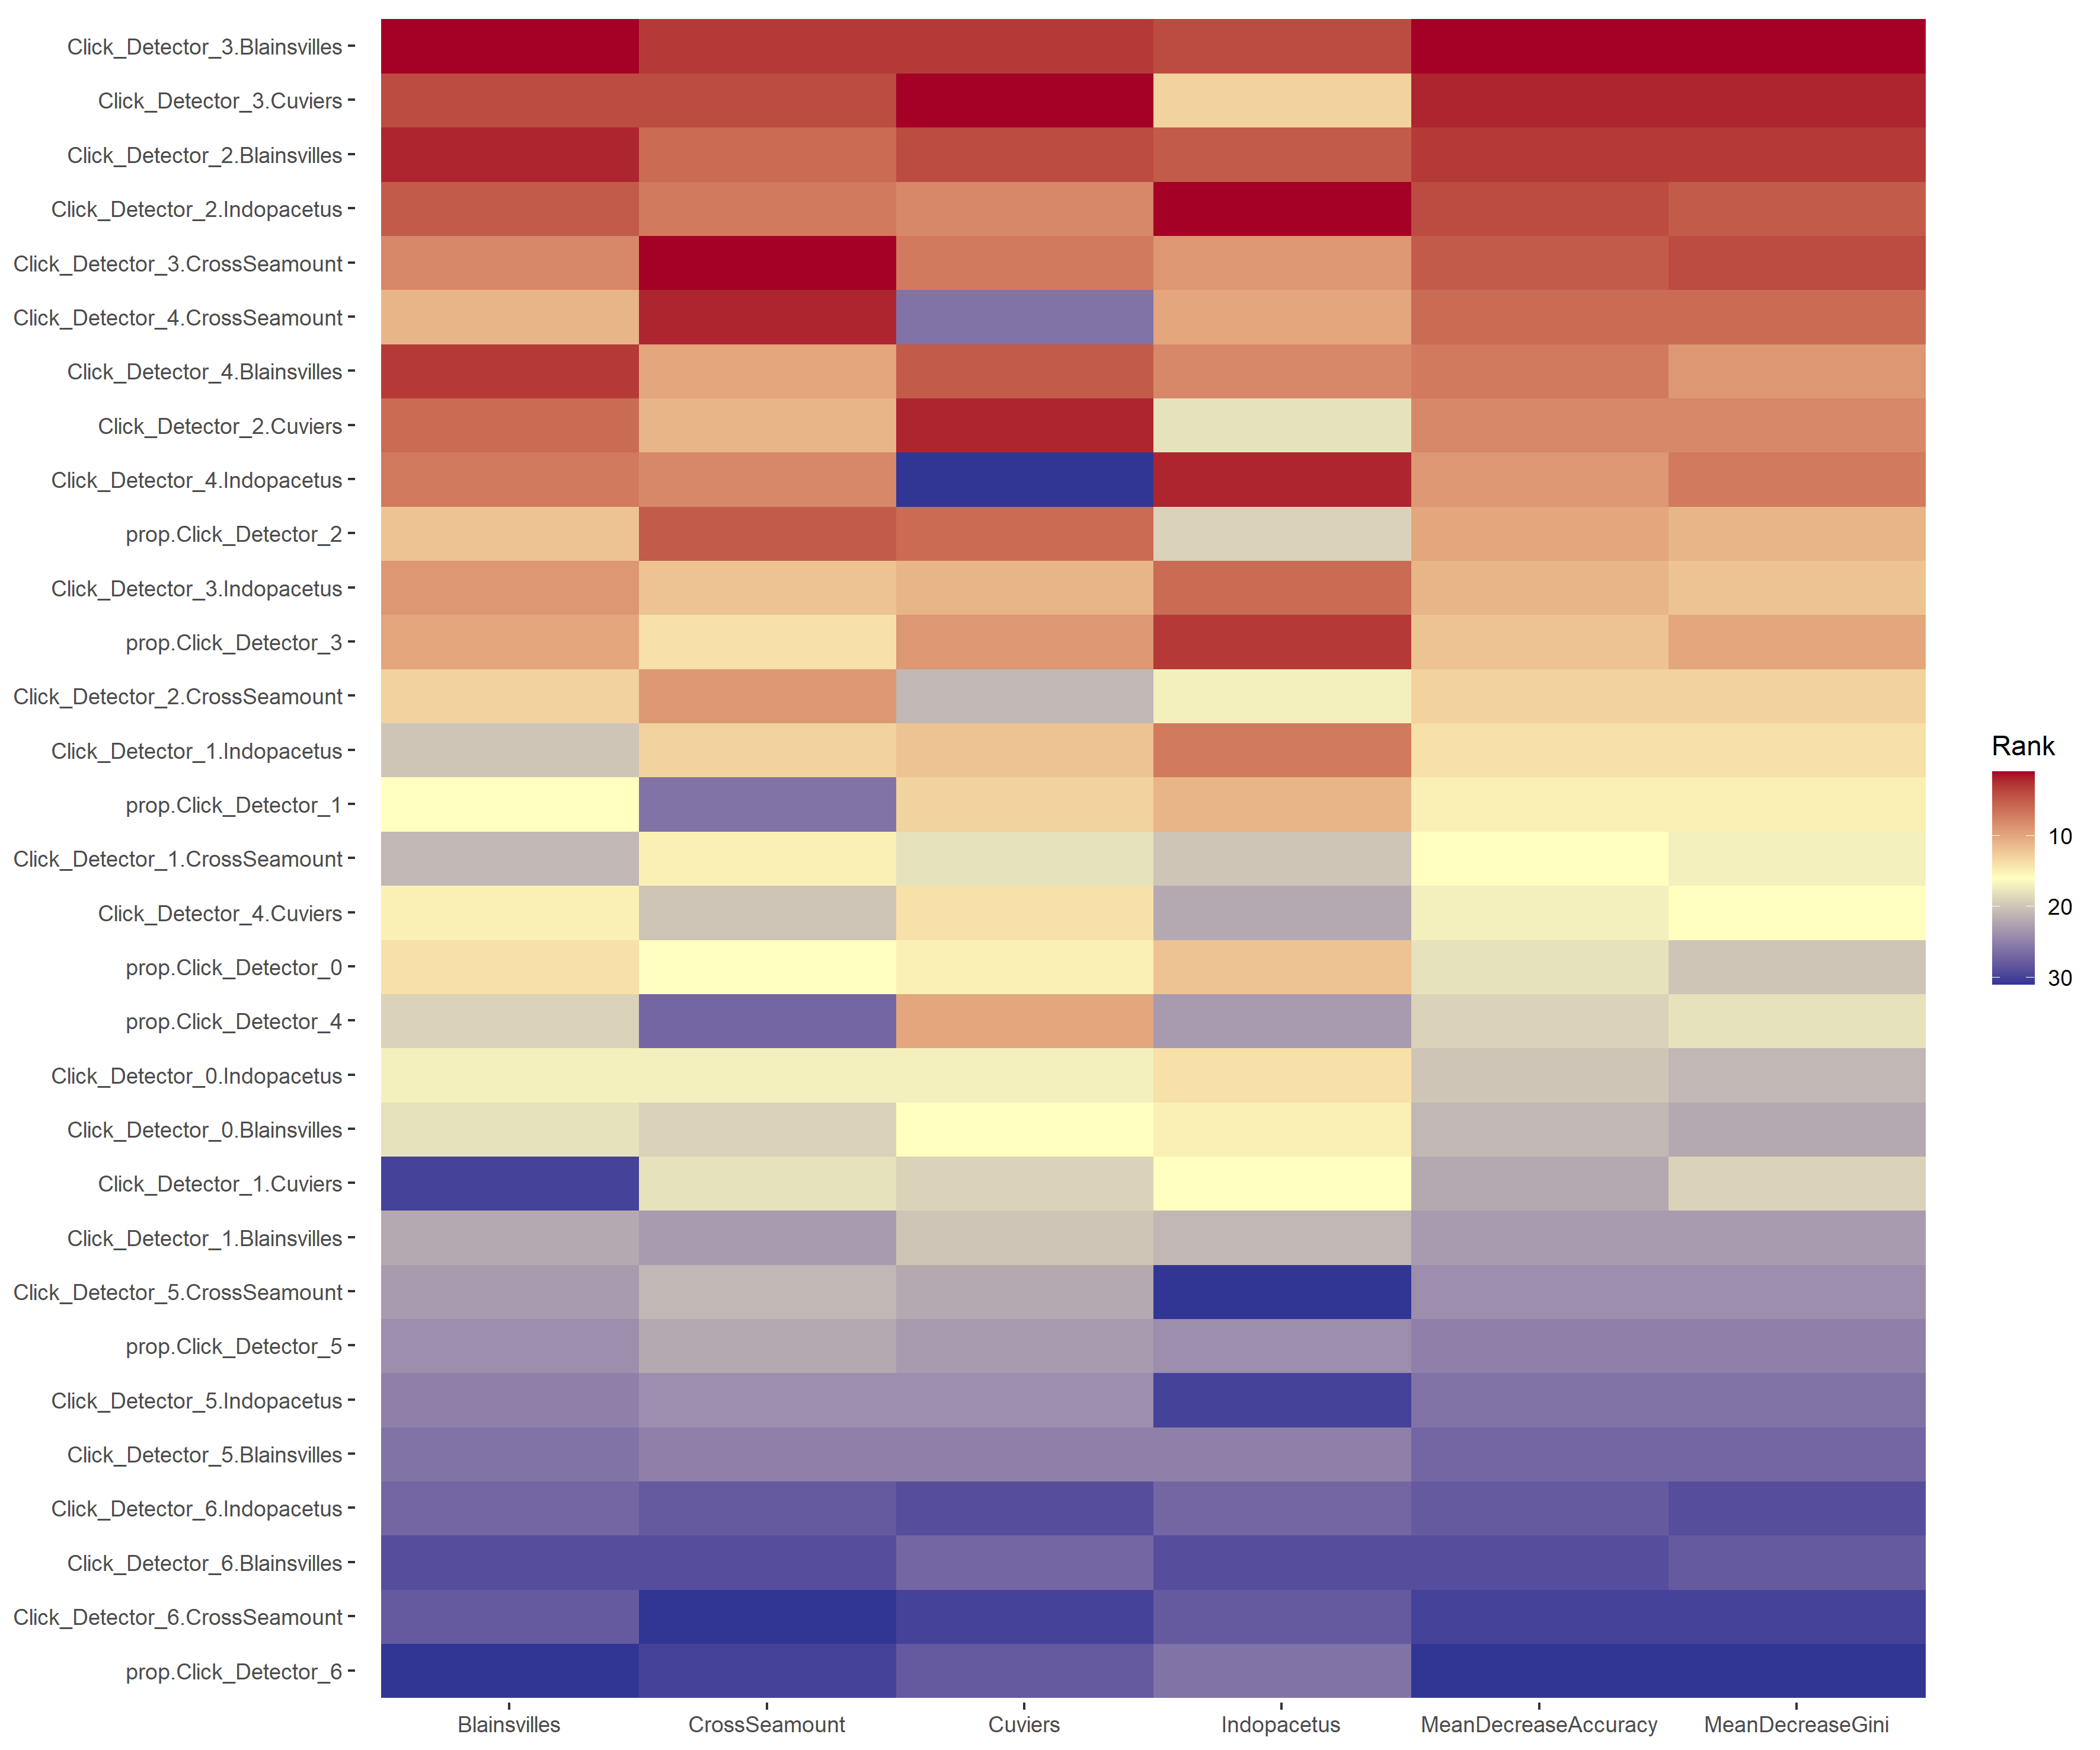 Click_Detector_3.Blainsvilles
Click_Detector_3.Cuviers
Click_Detector_2.Blainsvilles
Click_Detector_2.Indopacetus
Click_Detector_3.CrossSeamount
Click_Detector_4.CrossSeamount
Click_Detector_4.Blainsvilles
Click_Detector_2.Cuviers
Click_Detector_4.Indopacetus
prop.Click_Detector_2
Click_Detector_3.Indopacetus
prop.Click_Detector_3
Click_Detector_2.CrossSeamount
Click_Detector_1.Indopacetus
prop.Click_Detector_1
Click_Detector_1.CrossSeamount
Click_Detector_4.Cuviers
prop.Click_Detector_0
prop.Click_Detector_4
Click_Detector_0.Indopacetus
Click_Detector_0.Blainsvilles
Click_Detector_1.Cuviers
Click_Detector_1.Blainsvilles
Click_Detector_5.CrossSeamount
prop.Click_Detector_5
Click_Detector_5.Indopacetus
Click_Detector_5.Blainsvilles
Click_Detector_6.Indopacetus
Click_Detector_6.Blainsvilles
Click_Detector_6.CrossSeamount
prop.Click_Detector_6
Blainsvilles CrossSeamount Cuviers Indopacetus MeanDecreaseAccuracy MeanDecreaseGini
Rank
10
20
30